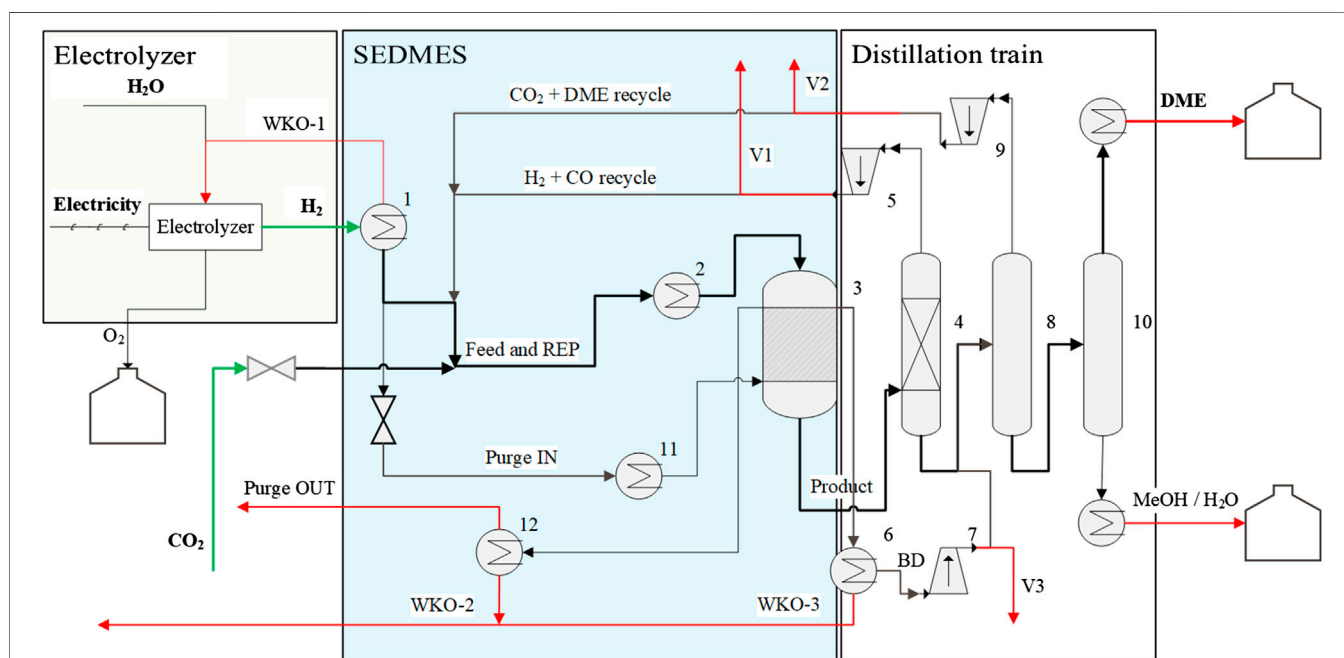 Electrolyzer
SEDMES
Distillation train
H₂O
WKO-1
CO₂ + DME recycle
V2
DME
9
V1
H₂ + CO recycle
5
Electricity
Electrolyzer
H₂
1
2
3
4
8
10
O₂
Feed and REP
11
Purge IN
Product
MeOH / H₂O
Purge OUT
12
CO₂
6
7
BD
V3
WKO-2
WKO-3